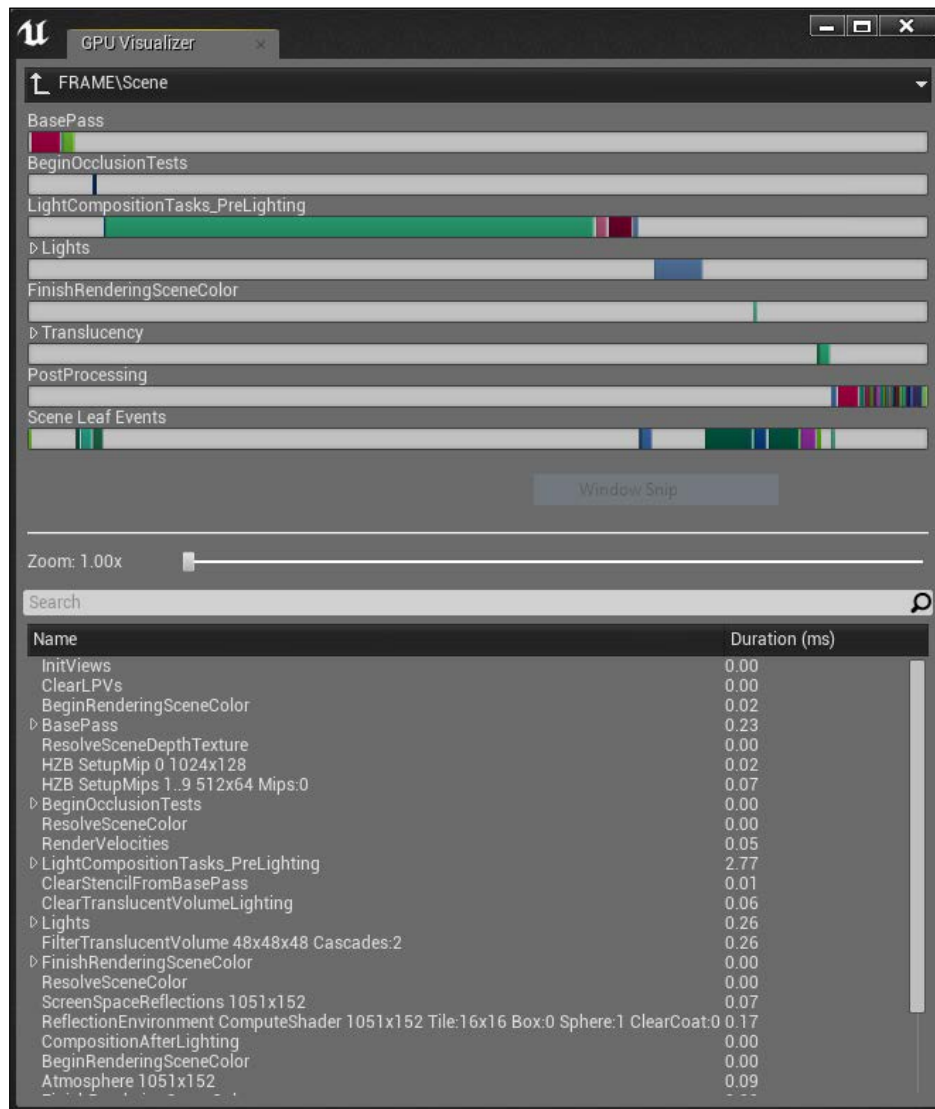 GPU Visualizer
FRAME\Scene
BasePass
BeginOcclusionTests
LightCompositionTasks_PreLighting
Lights
FinishRenderingSceneColor
Translucency
PostProcessing
Scene Leaf Events
Window Snip
Zoom: 1.00x
Search
Name Duration (ms)
InitViews 0.00
ClearLPVs 0.00
BeginRenderingSceneColor 0.02
BasePass 0.23
ResolveSceneDepthTexture 0.00
HZB SetupMip 0 1024x128 0.02
HZB SetupMips 1..9 512x64 Mips:0 0.07
BeginOcclusionTests 0.00
ResolveSceneColor 0.00
RenderVelocities 0.05
LightCompositionTasks_PreLighting 2.77
ClearStencilFromBasePass 0.01
ClearTranslucentVolumeLighting 0.06
Lights 0.26
FilterTranslucentVolume 48x48x48 Cascades:2 0.26
FinishRenderingSceneColor 0.00
ResolveSceneColor 0.00
ScreenSpaceReflections 1051x152 0.07
ReflectionEnvironment ComputeShader 1051x152 Tile:16x16 Box:0 Sphere:1 ClearCoat:0 0.17
CompositionAfterLighting 0.00
BeginRenderingSceneColor 0.00
Atmosphere 1051x152 0.09